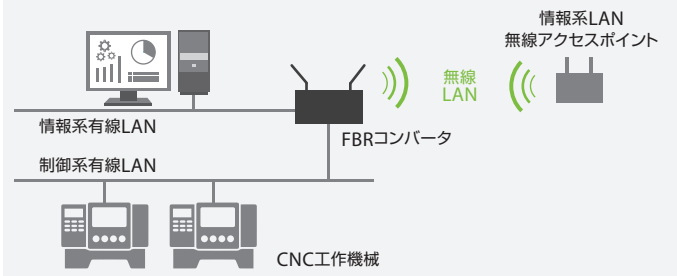 情報系LAN
無線アクセスポイント
無線
LAN
情報系有線LAN
FBRコンバータ
制御系有線LAN
CNC工作機械